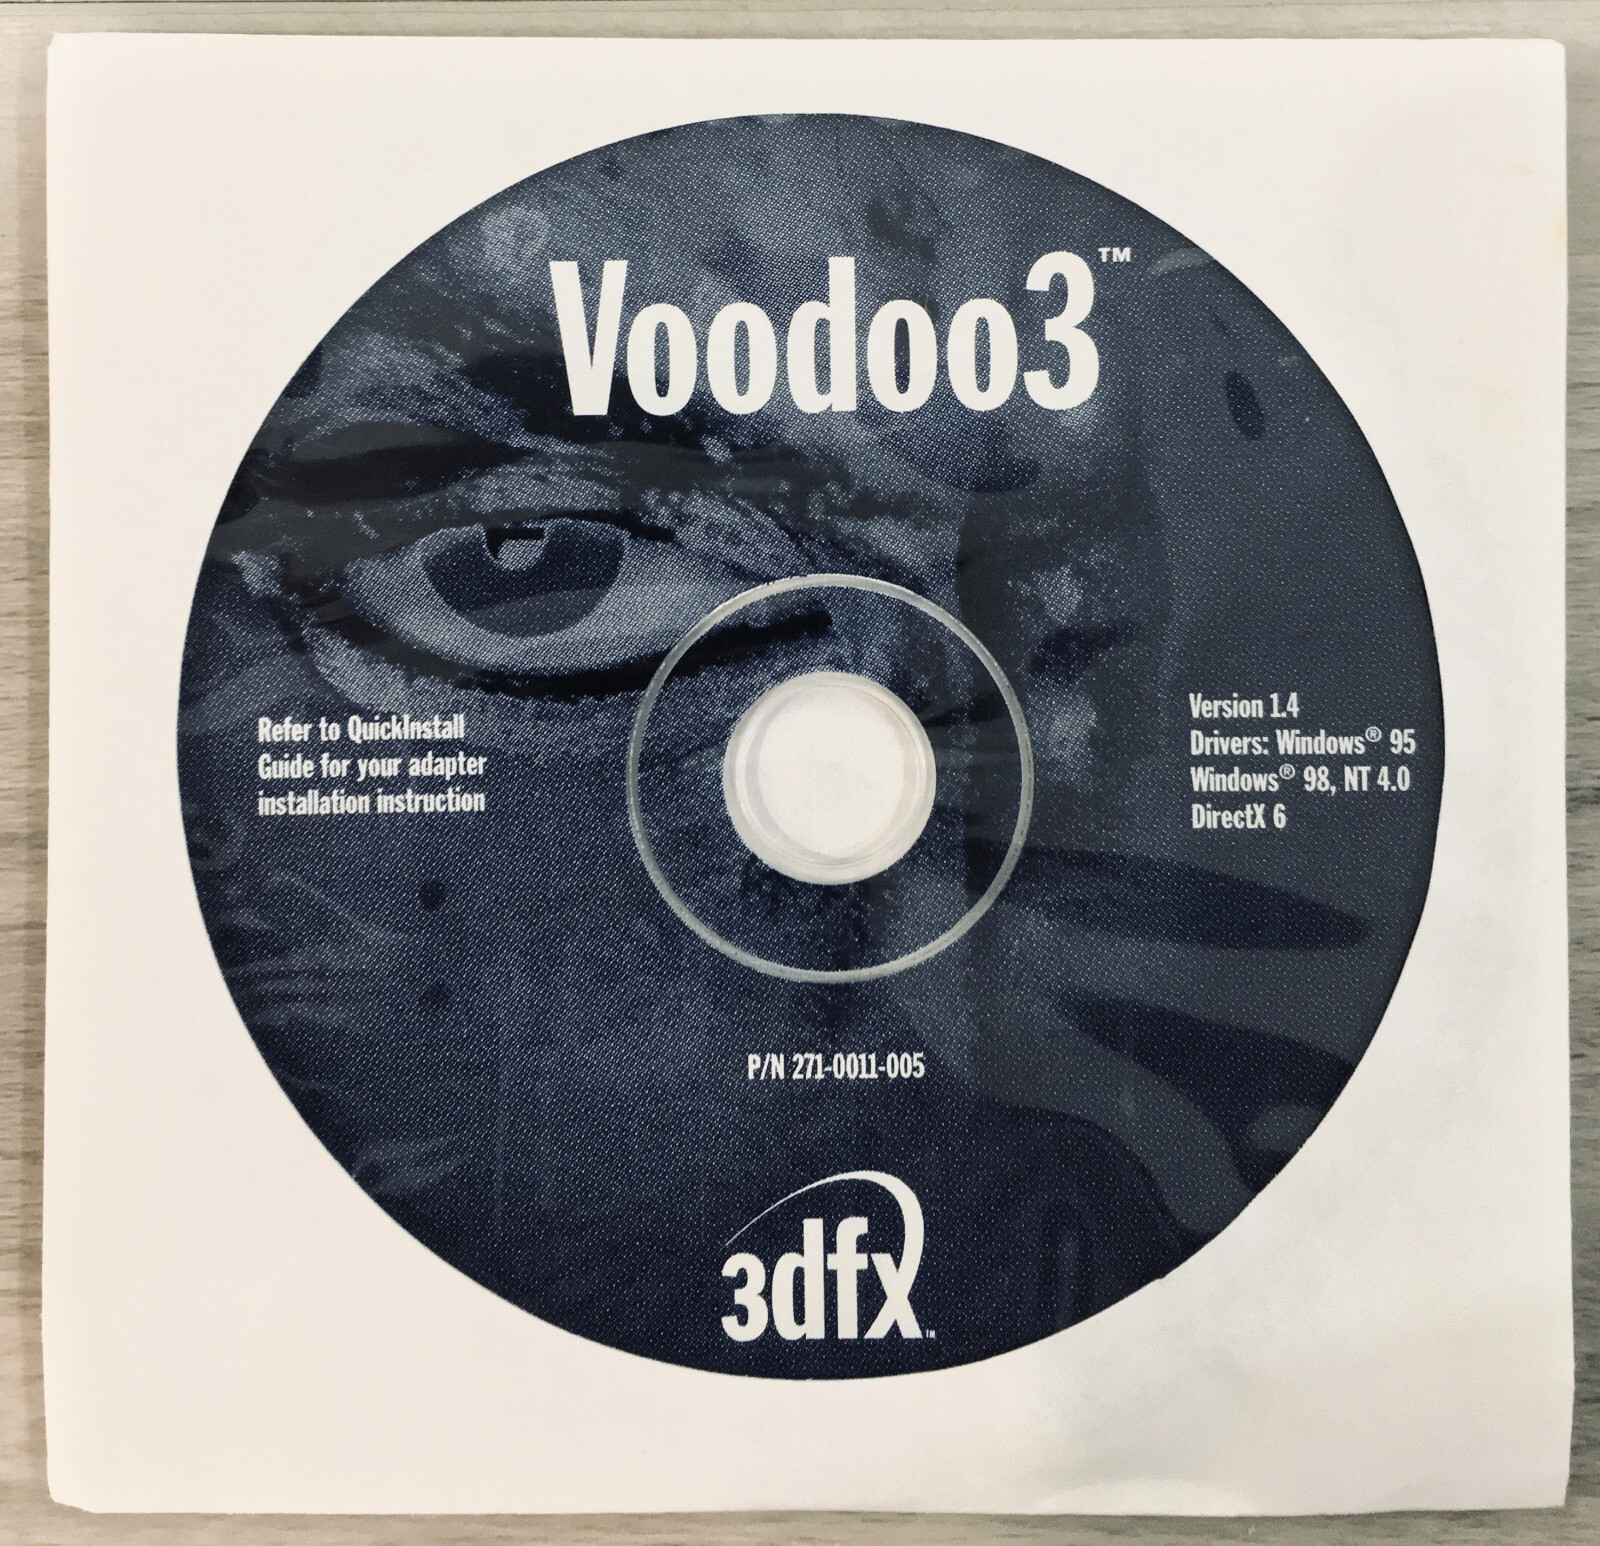 Voodoo3™
Refer to QuickInstall
Guide for your adapter
installation instruction
Version 1.4
Drivers: Windows® 95
Windows® 98, NT 4.0
DirectX 6
P/N 271-0011-005
3dfx™